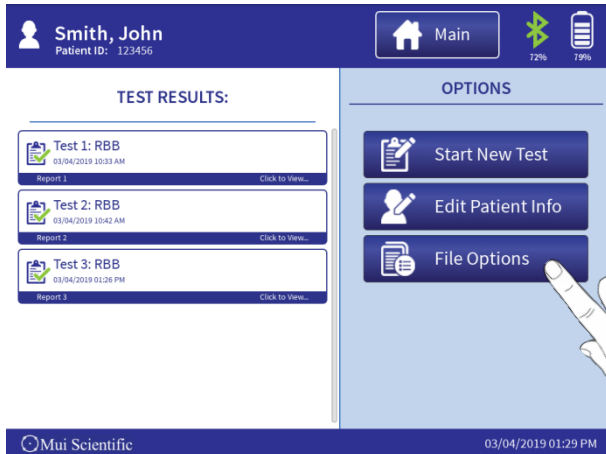 Smith, John
Patient ID: 123456
Main
72%
79%
TEST RESULTS:
Test 1: RBB
03/04/2019 10:33 AM
Report 1 Click to View...
Test 2: RBB
03/04/2019 10:42 AM
Report 2 Click to View...
Test 3: RBB
03/04/2019 01:26 PM
Report 3 Click to View...
OPTIONS
Start New Test
Edit Patient Info
File Options
Mui Scientific
03/04/2019 01:29 PM